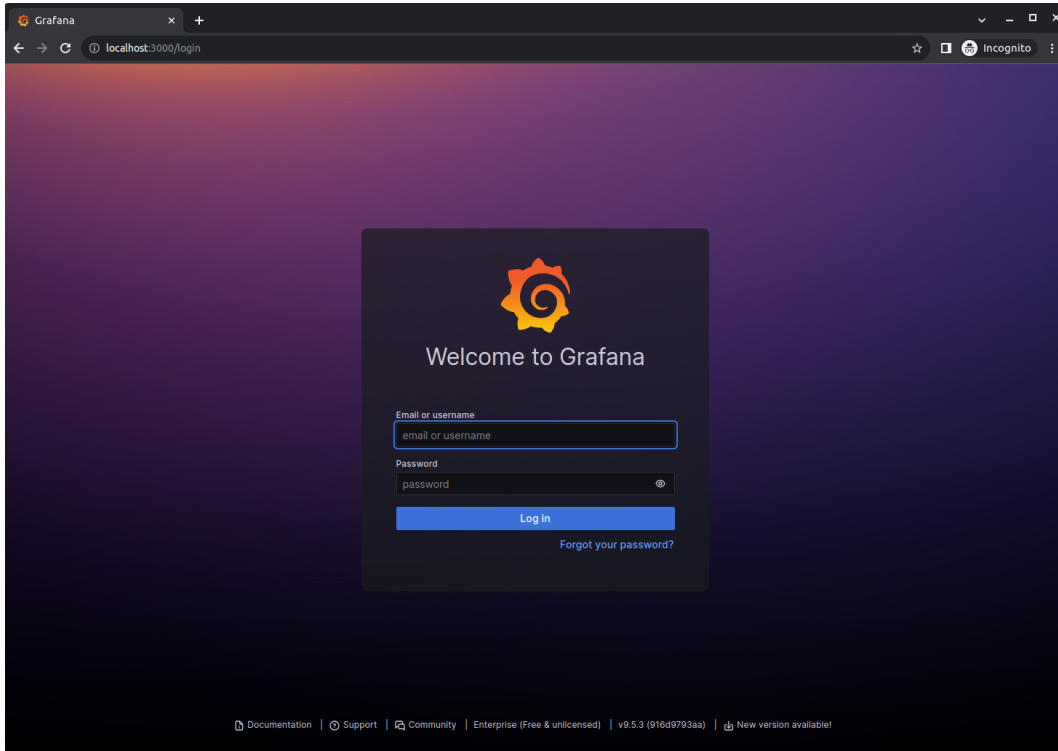 Grafana
localhost:3000/login
Incognito
Welcome to Grafana
Email or username
email or username
Password
password
Log in
Forgot your password?
Documentation | Support | Community | Enterprise (Free & unlicensed) | v9.5.3 (916d9793aa) | New version available!